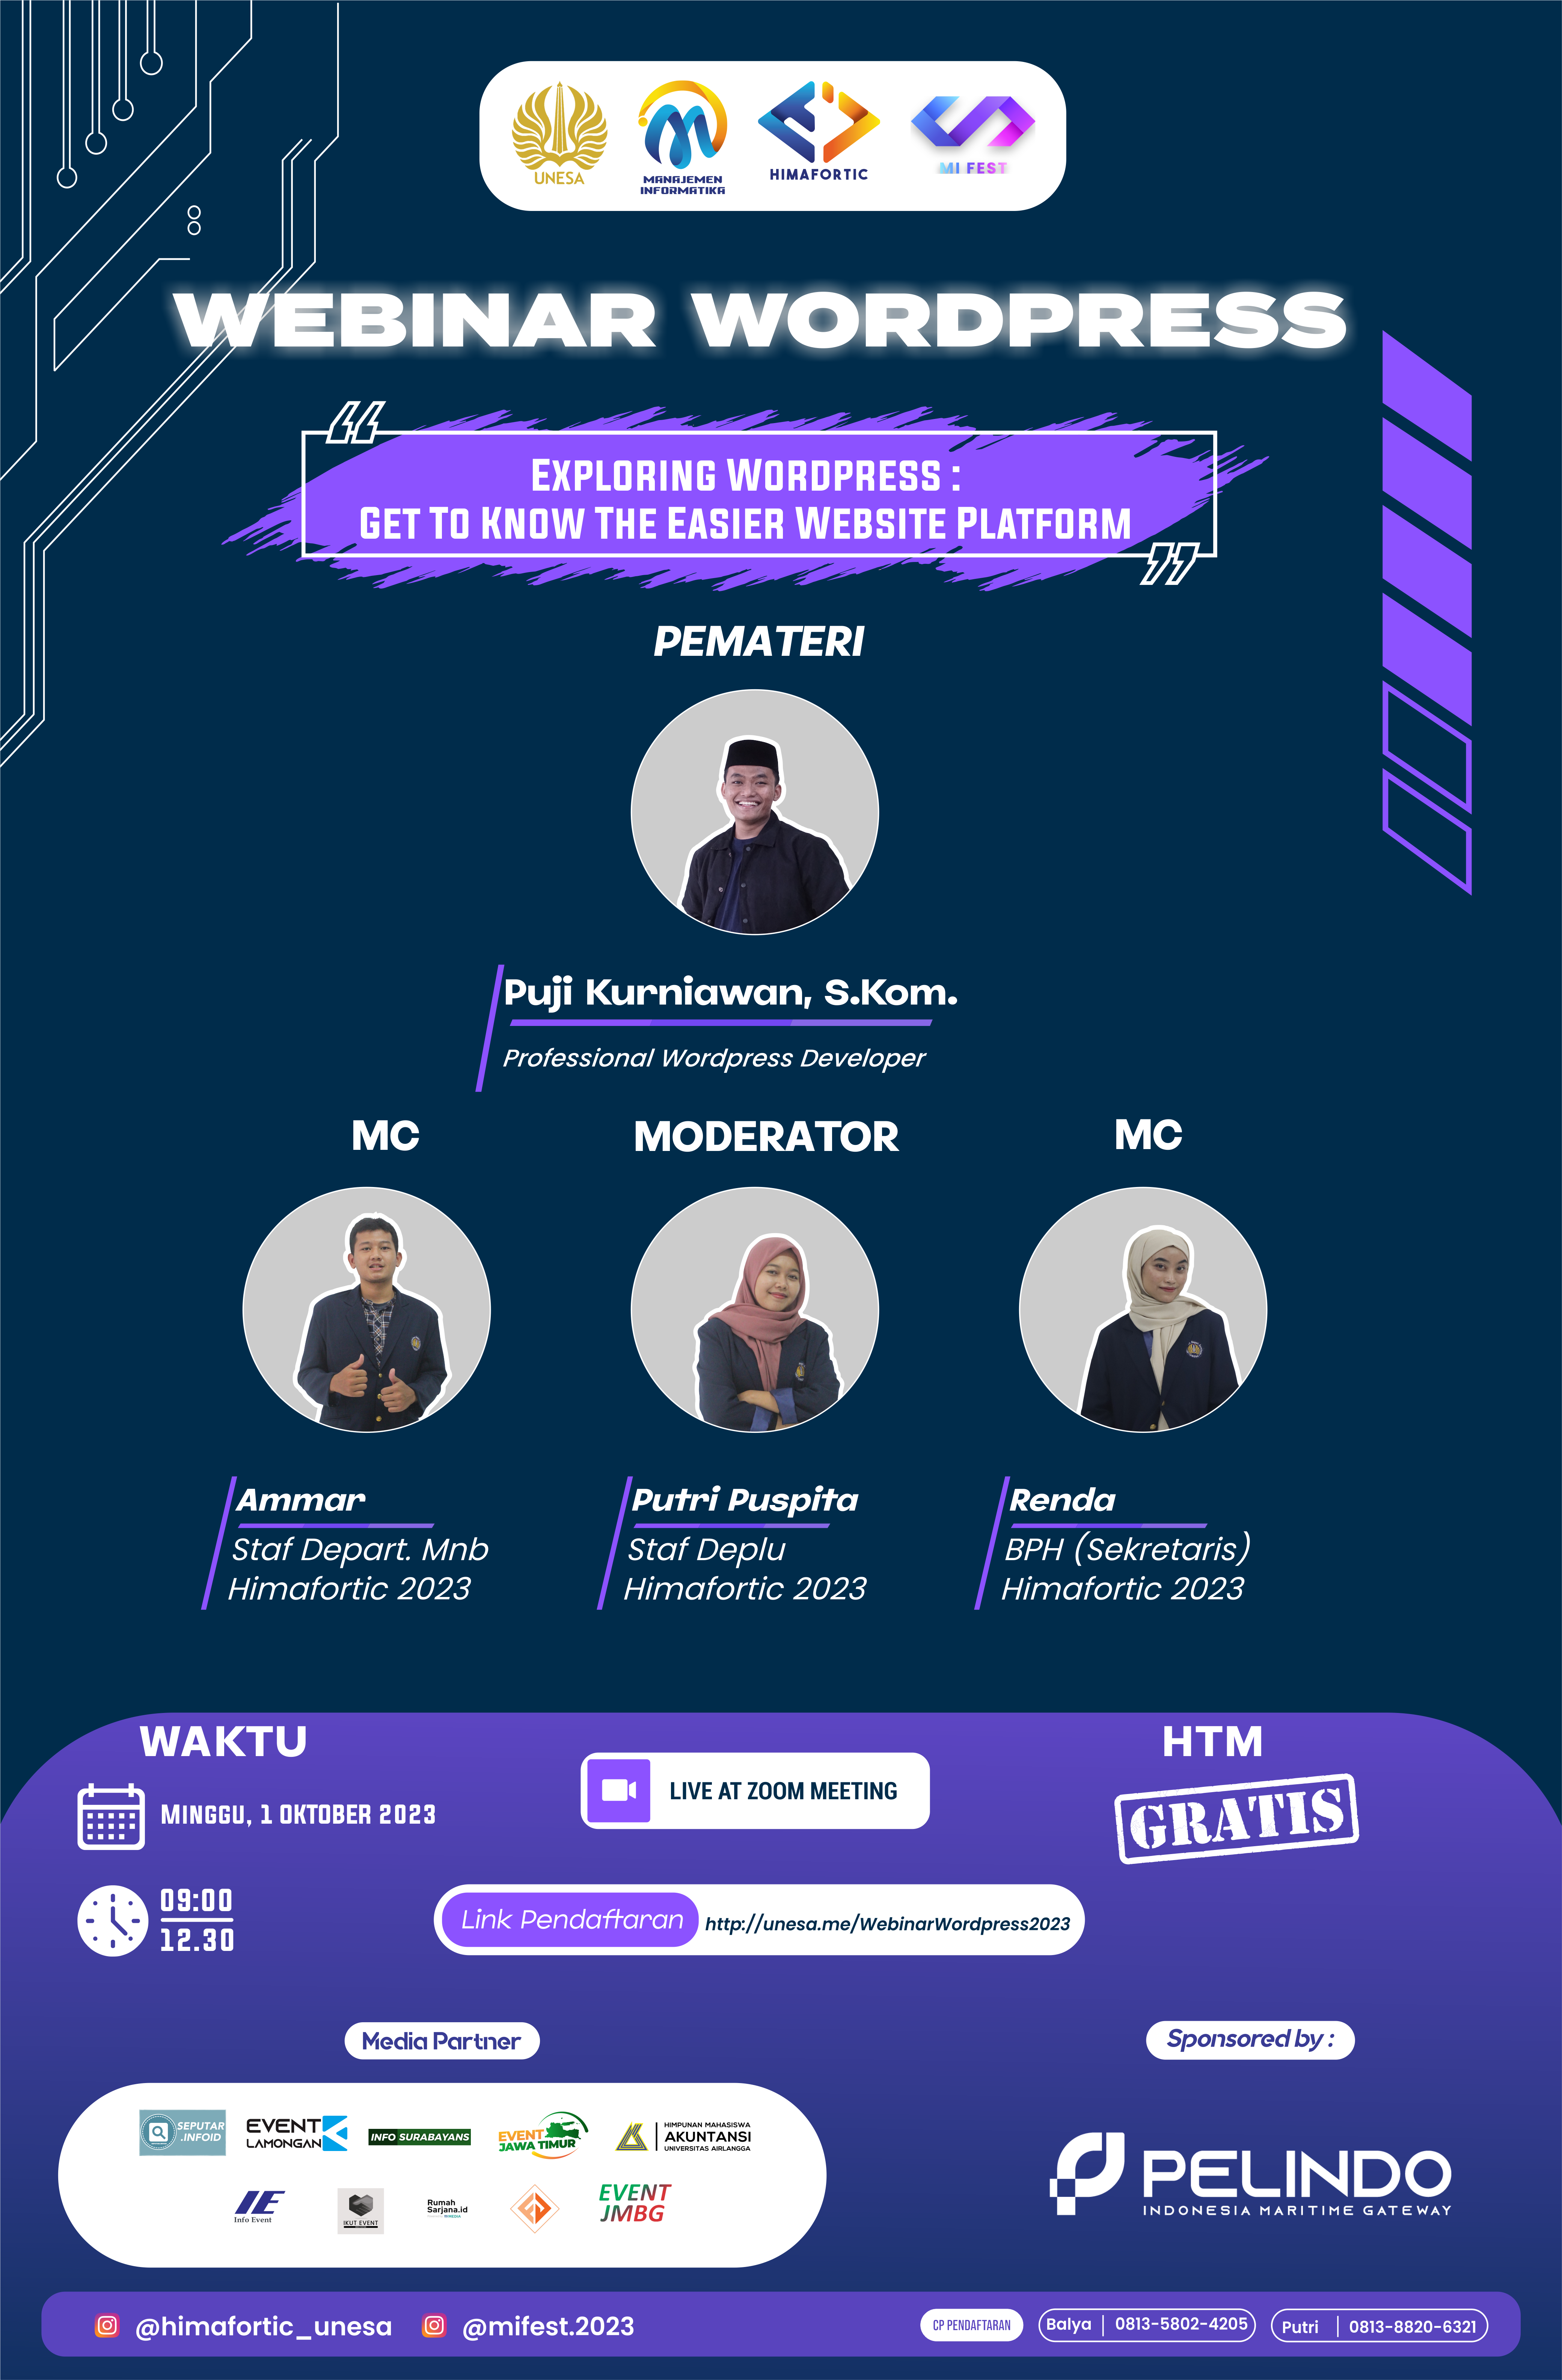 UNESA
MANAJEMEN
INFORMATIKA
HIMAFORTIC
MI FEST
WEBINAR WORDPRESS
“
EXPLORING WORDPRESS :
GET TO KNOW THE EASIER WEBSITE PLATFORM
”
PEMATERI
Puji Kurniawan, S.Kom.
Professional Wordpress Developer
MC
MODERATOR
MC
Ammar
Staf Depart. Mnb
Himafortic 2023
Putri Puspita
Staf Deplu
Himafortic 2023
Renda
BPH (Sekretaris)
Himafortic 2023
WAKTU
MINGGU, 1 OKTOBER 2023
09:00
12.30
LIVE AT ZOOM MEETING
HTM
GRATIS
Link Pendaftaran
http://unesa.me/WebinarWordpress2023
Media Partner
SEPUTAR
.INFOID
EVENT
LAMONGAN
INFO SURABAYANS
EVENT
JAWA TIMUR
HIMPUNAN MAHASISWA
AKUNTANSI
UNIVERSITAS AIRLANGGA
IE
Info Event
IKUT EVENT
Rumah
Sarjana.id
EVENT
JMBG
Sponsored by :
PELINDO
INDONESIA MARITIME GATEWAY
@himafortic_unesa
@mifest.2023
CP PENDAFTARAN
Balya | 0813-5802-4205
Putri | 0813-8820-6321